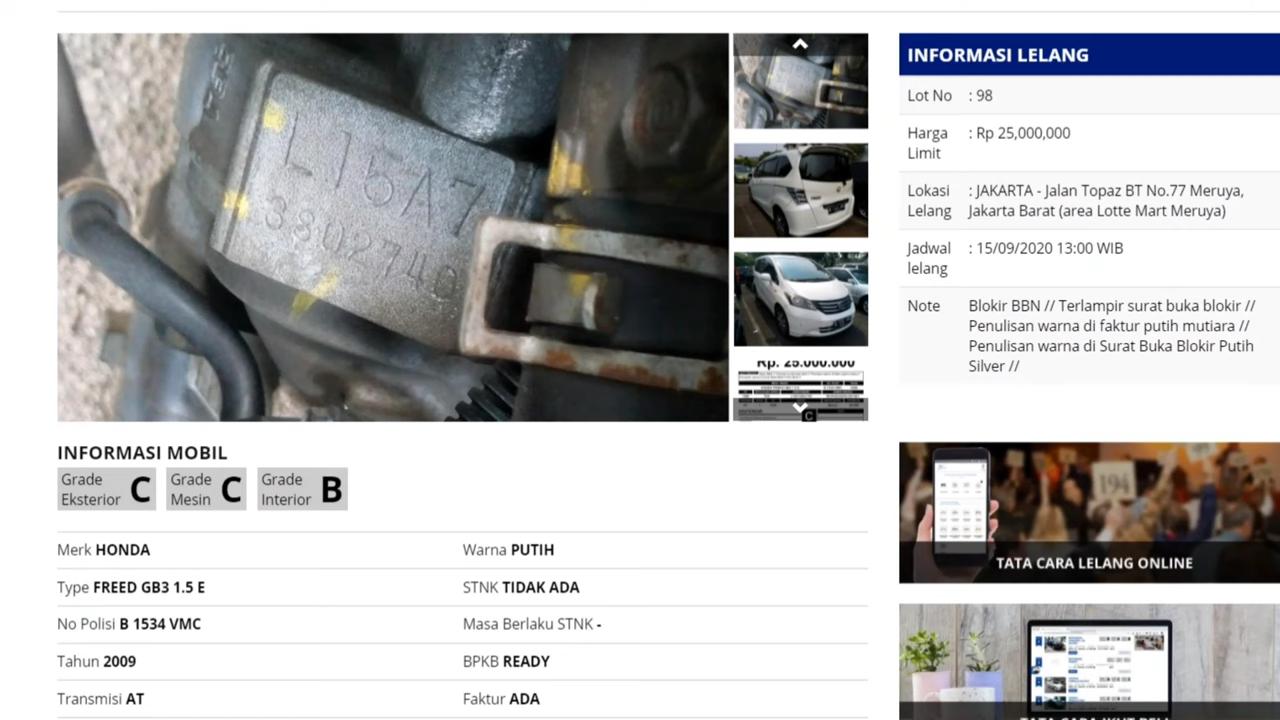 L15A7
Rp. 25.000.000
C
INFORMASI LELANG
Lot No : 98
Harga Limit : Rp 25,000,000
Lokasi Lelang : JAKARTA - Jalan Topaz BT No.77 Meruya,
Jakarta Barat (area Lotte Mart Meruya)
Jadwal lelang : 15/09/2020 13:00 WIB
Note Blokir BBN // Terlampir surat buka blokir //
Penulisan warna di faktur putih mutiara //
Penulisan warna di Surat Buka Blokir Putih
Silver //
INFORMASI MOBIL
Grade Eksterior C
Grade Mesin C
Grade Interior B
Merk HONDA
Warna PUTIH
Type FREED GB3 1.5 E
STNK TIDAK ADA
No Polisi B 1534 VMC
Masa Berlaku STNK -
Tahun 2009
BPKB READY
Transmisi AT
Faktur ADA
194
TATA CARA LELANG ONLINE